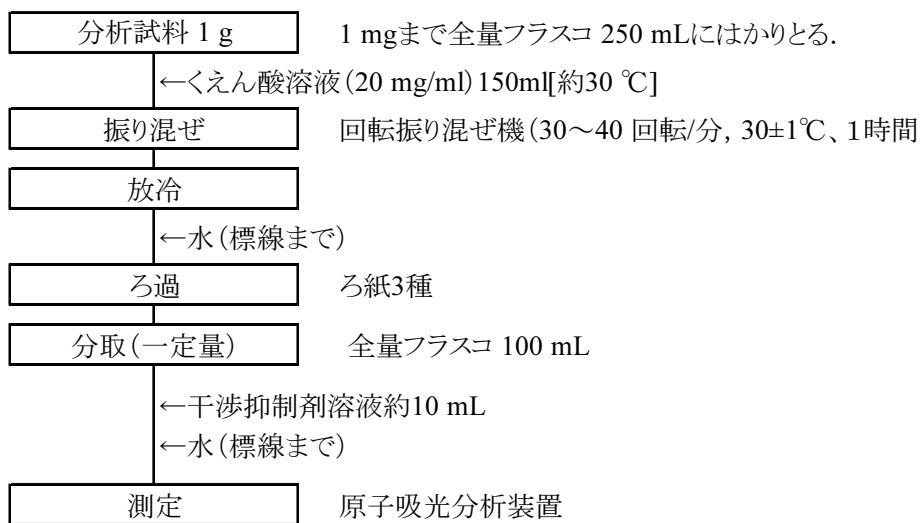 分析試料 1 g　1 mgまで全量フラスコ 250 mLにはかりとる.
←くえん酸溶液(20 mg/ml) 150ml[約30 ℃]
振り混ぜ　回転振り混ぜ機(30～40 回転/分, 30±1℃、1時間
放冷
←水(標線まで)
ろ過　ろ紙3種
分取(一定量)　全量フラスコ 100 mL
←干渉抑制剤溶液約10 mL
←水(標線まで)
測定　原子吸光分析装置